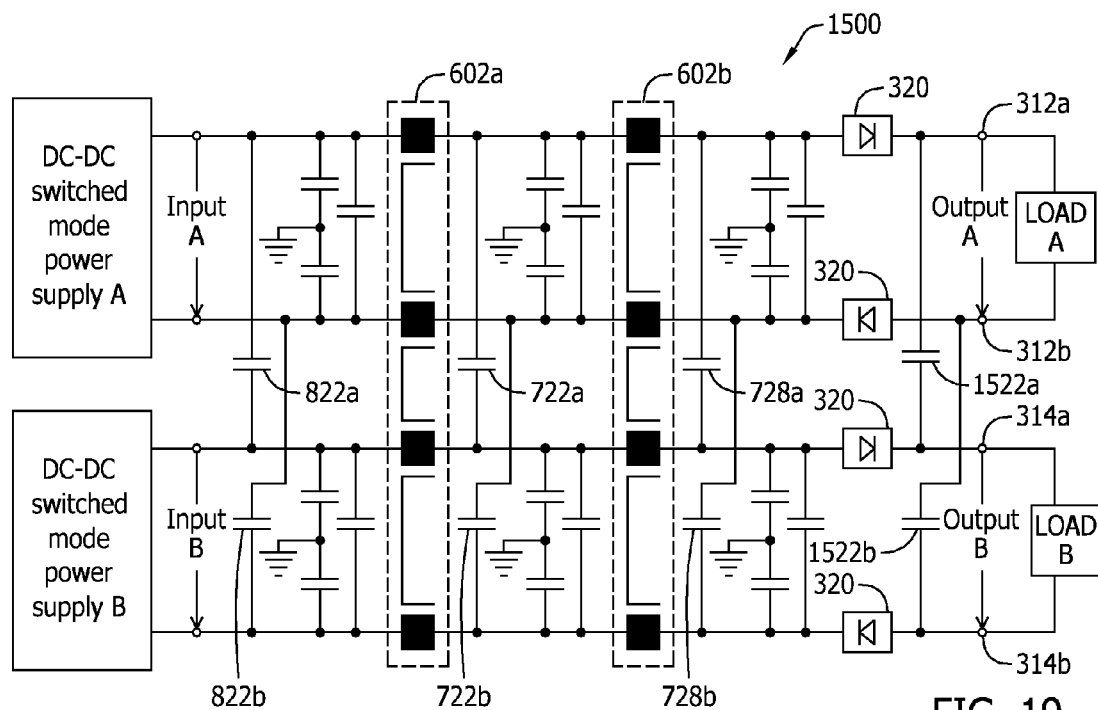 1500
602a
602b
320
312a
DC-DC
switched
mode
power
supply A
Input
A
Output
A
LOAD
A
320
312b
822a
722a
728a
320
1522a
314a
DC-DC
switched
mode
power
supply B
Input
B
Output
B
LOAD
B
1522b
320
314b
822b
722b
728b